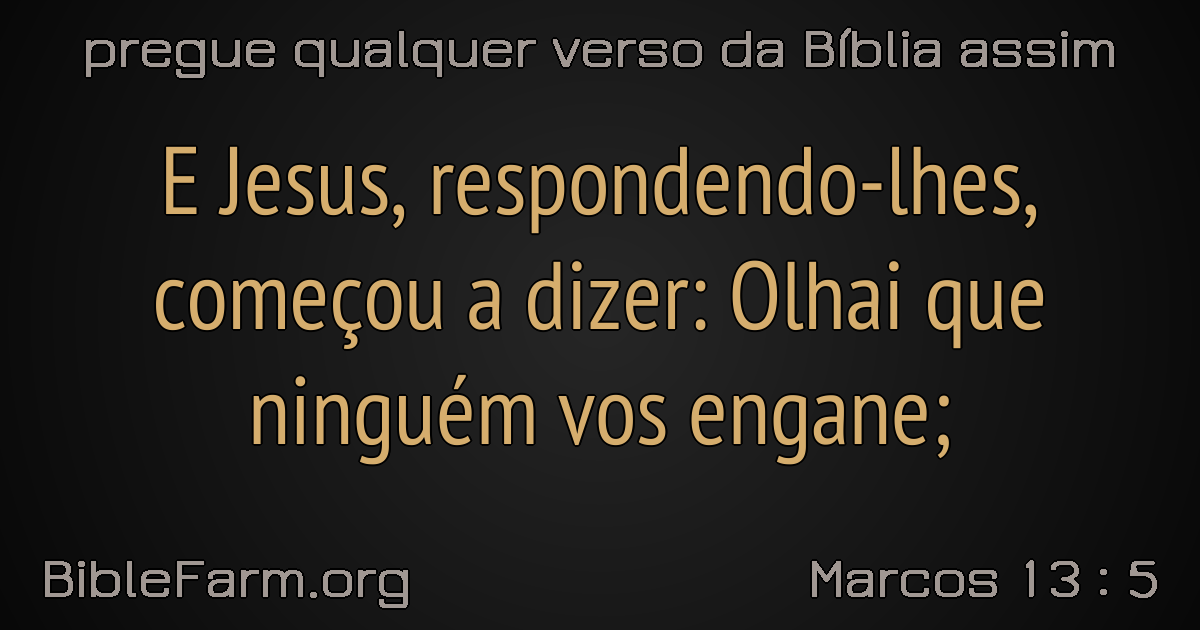 pregue qualquer verso da Bíblia assim
E Jesus, respondendo-lhes,
começou a dizer: Olhai que
ninguém vos engane;
BibleFarm.org
Marcos 13 : 5